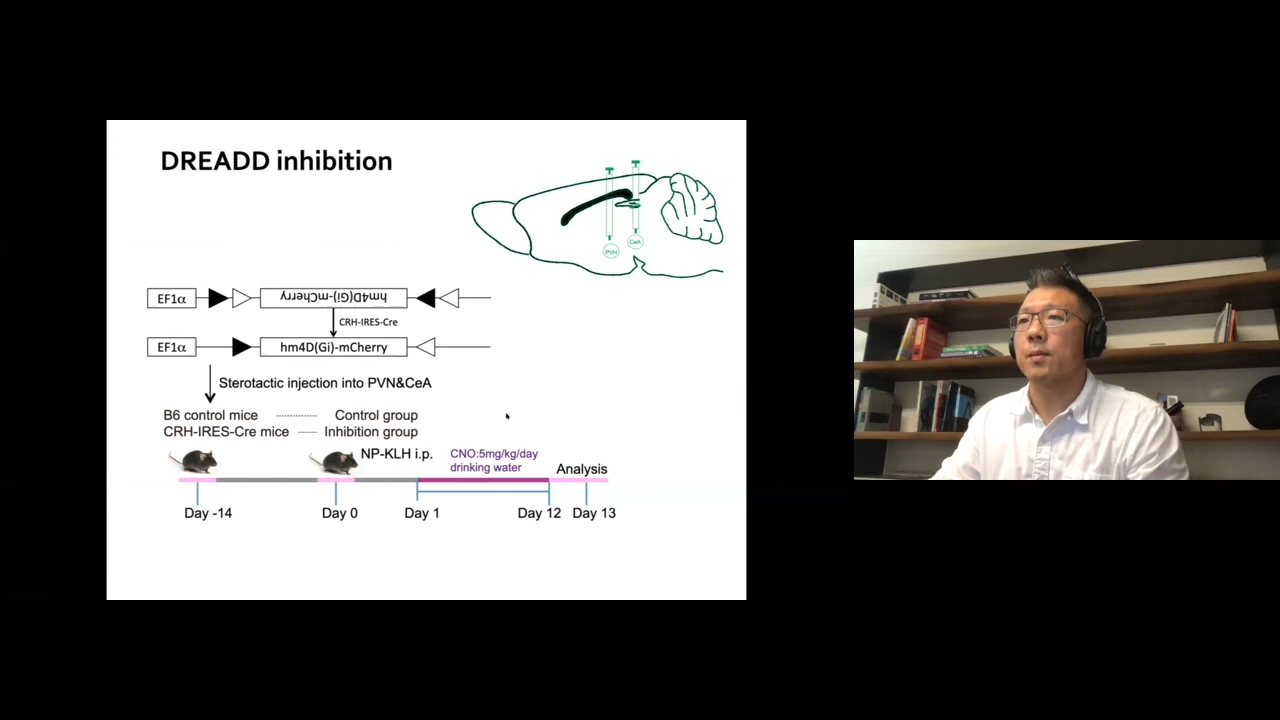 DREADD inhibition
PVN
CeA
EF1α
hm4D(Gi)-mCherry
CRH-IRES-Cre
EF1α
hm4D(Gi)-mCherry
Sterotactic injection into PVN&CeA
B6 control mice ............... Control group
CRH-IRES-Cre mice ....... Inhibition group
NP-KLH i.p.
CNO:5mg/kg/day
drinking water
Analysis
Day -14
Day 0
Day 1
Day 12
Day 13